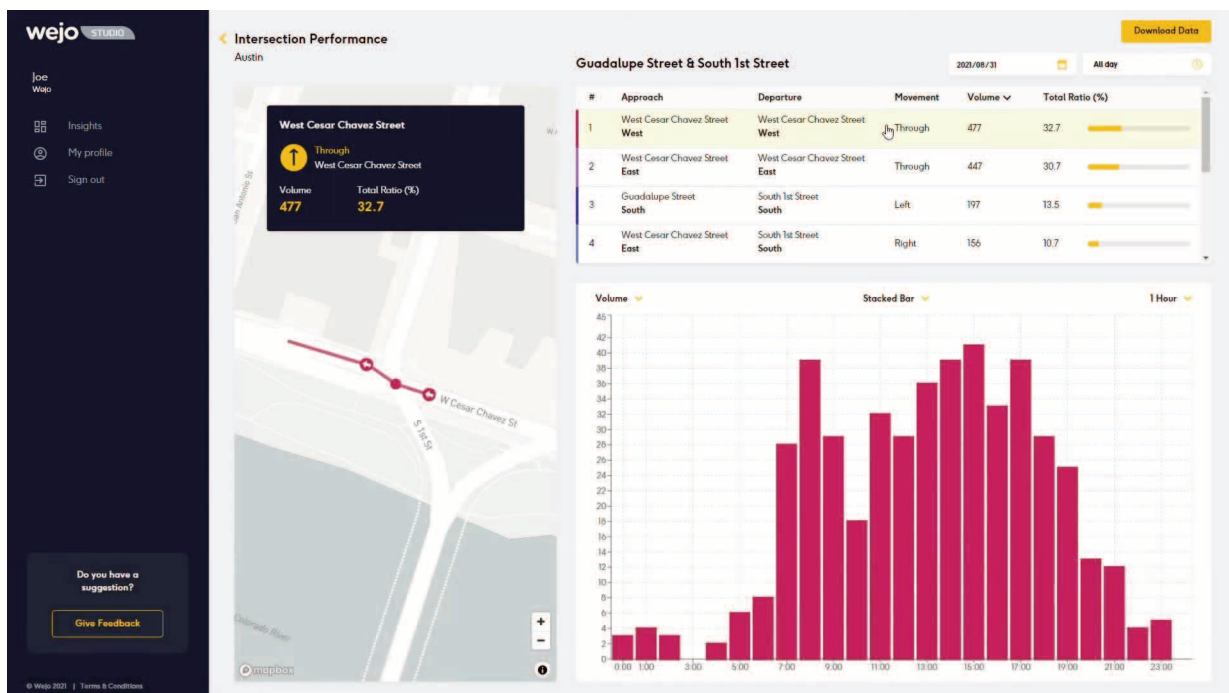 wejo STUDIO
Joe
Wejo
Insights
My profile
Sign out
Do you have a
suggestion?
Give Feedback
© Wejo 2021 | Terms & Conditions
Intersection Performance
Austin
West Cesar Chavez Street
Through
West Cesar Chavez Street
Volume Total Ratio (%)
477 32.7
W Cesar Chavez St
S 1st St
Colorado River
mapbox
+
−
Download Data
Guadalupe Street & South 1st Street
2021/08/31 All day
# Approach Departure Movement Volume Total Ratio (%)
1 West Cesar Chavez Street West Cesar Chavez Street Through 477 32.7
West West
2 West Cesar Chavez Street West Cesar Chavez Street Through 447 30.7
East East
3 Guadalupe Street South 1st Street Left 197 13.5
South South
4 West Cesar Chavez Street South 1st Street Right 156 10.7
East South
Volume Stacked Bar 1 Hour
45
42
40
38
36
34
32
30
28
26
24
22
20
18
16
14
12
10
8
6
4
2
0
0:00 1:00 3:00 5:00 7:00 9:00 11:00 13:00 15:00 17:00 19:00 21:00 23:00